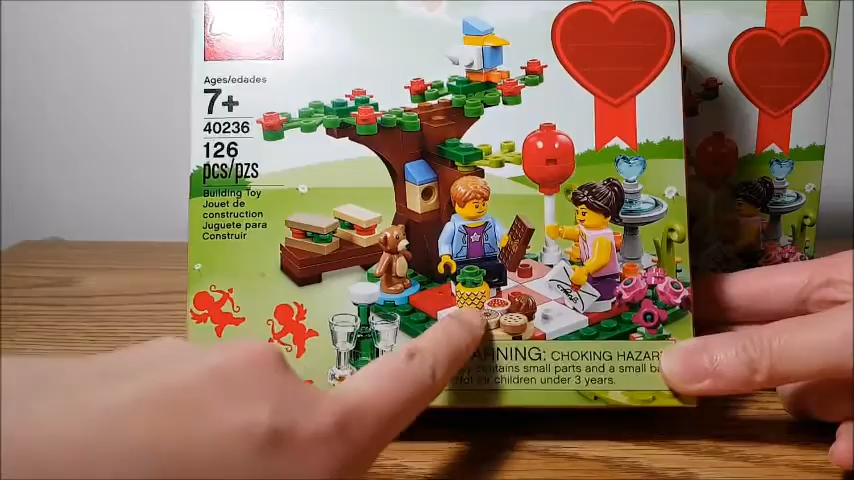 Ages/edades
7+
40236
126
pcs/pzs
Building Toy
Jouet de
construction
Juguete para
construir
WARNING: CHOKING HAZARD
contains small parts and a small
for children under 3 years.